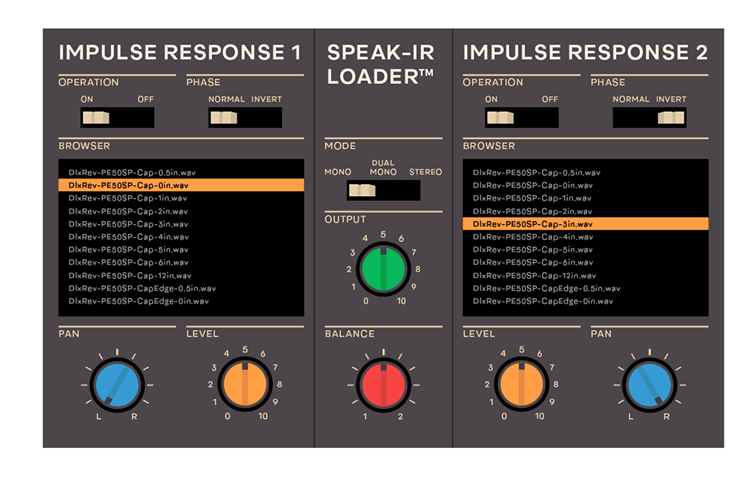 IMPULSE RESPONSE 1
OPERATION
PHASE
ON
OFF
NORMAL
INVERT
BROWSER
DlxRev-PE50SP-Cap-0.5in.wav
DlxRev-PE50SP-Cap-0in.wav
DlxRev-PE50SP-Cap-1in.wav
DlxRev-PE50SP-Cap-2in.wav
DlxRev-PE50SP-Cap-3in.wav
DlxRev-PE50SP-Cap-4in.wav
DlxRev-PE50SP-Cap-5in.wav
DlxRev-PE50SP-Cap-6in.wav
DlxRev-PE50SP-Cap-12in.wav
DlxRev-PE50SP-CapEdge-0.5in.wav
DlxRev-PE50SP-CapEdge-0in.wav
PAN
L
R
LEVEL
0
1
2
3
4
5
6
7
8
9
10
SPEAK-IR
LOADER™
MODE
MONO
DUAL
MONO
STEREO
OUTPUT
0
1
2
3
4
5
6
7
8
9
10
BALANCE
1
2
IMPULSE RESPONSE 2
OPERATION
PHASE
ON
OFF
NORMAL
INVERT
BROWSER
DlxRev-PE50SP-Cap-0.5in.wav
DlxRev-PE50SP-Cap-0in.wav
DlxRev-PE50SP-Cap-1in.wav
DlxRev-PE50SP-Cap-2in.wav
DlxRev-PE50SP-Cap-3in.wav
DlxRev-PE50SP-Cap-4in.wav
DlxRev-PE50SP-Cap-5in.wav
DlxRev-PE50SP-Cap-6in.wav
DlxRev-PE50SP-Cap-12in.wav
DlxRev-PE50SP-CapEdge-0.5in.wav
DlxRev-PE50SP-CapEdge-0in.wav
LEVEL
0
1
2
3
4
5
6
7
8
9
10
PAN
L
R